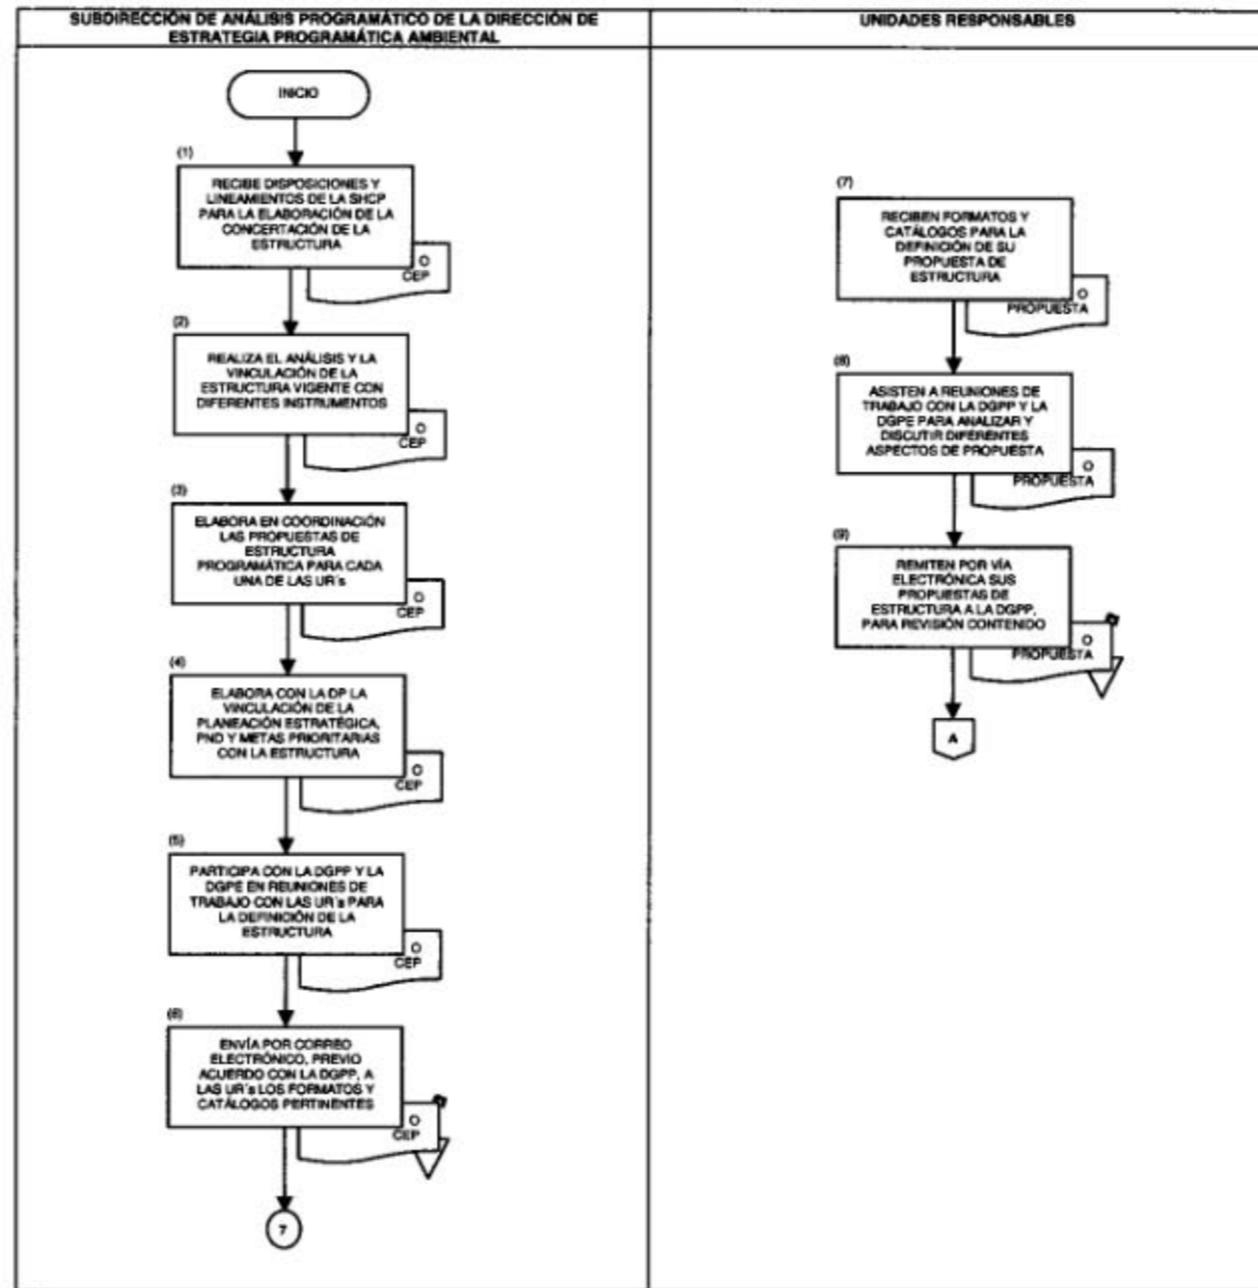 SUBDIRECCIÓN DE ANÁLISIS PROGRAMÁTICO DE LA DIRECCIÓN DE
ESTRATEGIA PROGRAMÁTICA AMBIENTAL
UNIDADES RESPONSABLES
INICIO
(1)
RECIBE DISPOSICIONES Y
LINEAMIENTOS DE LA SHCP
PARA LA ELABORACIÓN DE LA
CONCERTACIÓN DE LA
ESTRUCTURA
O
CEP
(2)
REALIZA EL ANÁLISIS Y LA
VINCULACIÓN DE LA
ESTRUCTURA VIGENTE CON
DIFERENTES INSTRUMENTOS
O
CEP
(3)
ELABORA EN COORDINACIÓN
LAS PROPUESTAS DE
ESTRUCTURA
PROGRAMÁTICA PARA CADA
UNA DE LAS UR´s
O
CEP
(4)
ELABORA CON LA DP LA
VINCULACIÓN DE LA
PLANEACIÓN ESTRATÉGICA,
PND Y METAS PRIORITARIAS
CON LA ESTRUCTURA
O
CEP
(5)
PARTICIPA CON LA DGPP Y LA
DGPE EN REUNIONES DE
TRABAJO CON LAS UR´s PARA
LA DEFINICIÓN DE LA
ESTRUCTURA
O
CEP
(6)
ENVÍA POR CORREO
ELECTRÓNICO, PREVIO
ACUERDO CON LA DGPP, A
LAS UR´s LOS FORMATOS Y
CATÁLOGOS PERTINENTES
O
CEP
7
(7)
RECIBEN FORMATOS Y
CATÁLOGOS PARA LA
DEFINICIÓN DE SU
PROPUESTA DE
ESTRUCTURA
O
PROPUESTA
(8)
ASISTEN A REUNIONES DE
TRABAJO CON LA DGPP Y LA
DGPE PARA ANALIZAR Y
DISCUTIR DIFERENTES
ASPECTOS DE PROPUESTA
O
PROPUESTA
(9)
REMITEN POR VÍA
ELECTRÓNICA SUS
PROPUESTAS DE
ESTRUCTURA A LA DGPP,
PARA REVISIÓN CONTENIDO
O
PROPUESTA
A